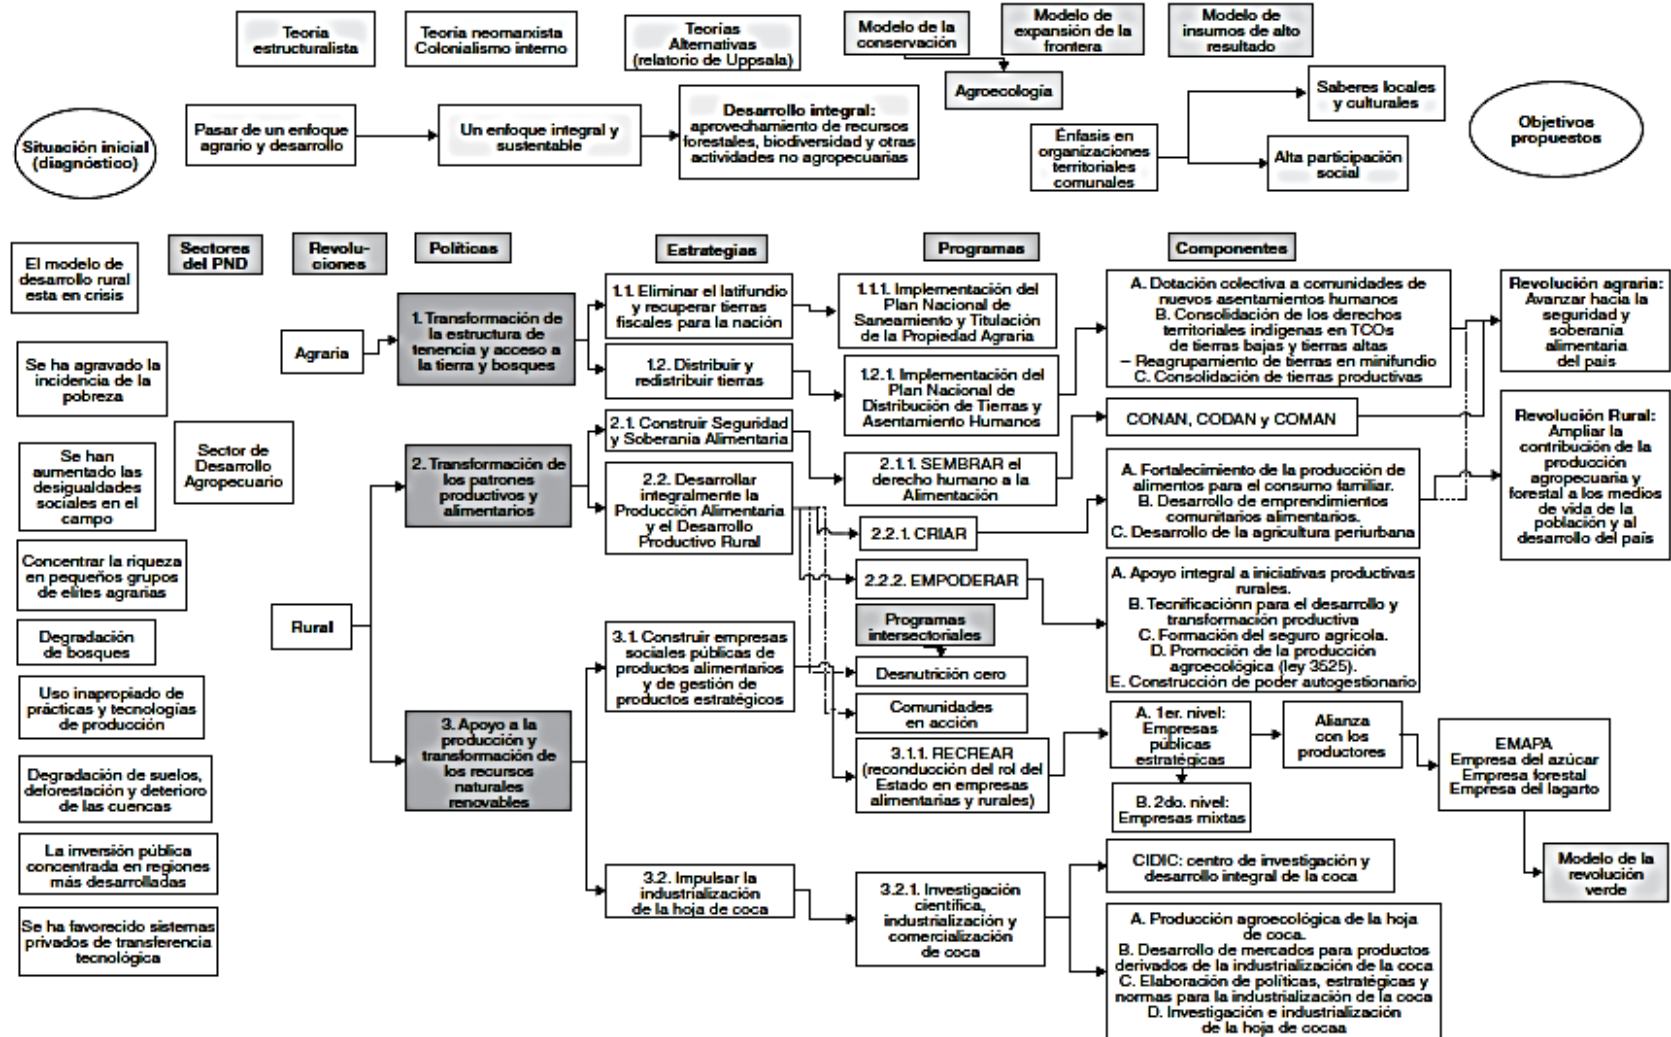 Teoría
estructuralista
Teoría neomarxista
Colonialismo interno
Teorías
Alternativas
(relatorio de Uppsala)
Modelo de la
conservación
Modelo de
expansión de la
frontera
Modelo de
insumos de alto
resultado
Agroecología
Situación inicial
(diagnóstico)
Pasar de un enfoque
agrario y desarrollo
Un enfoque integral y
sustentable
Desarrollo integral:
aprovechamiento de recursos
forestales, biodiversidad y otras
actividades no agropecuarias
Énfasis en
organizaciones
territoriales
comunales
Saberes locales
y culturales
Alta participación
social
Objetivos
propuestos
Sectores
del PND
Revolu-
ciones
Políticas
Estrategias
Programas
Componentes
El modelo de
desarrollo rural
esta en crisis
Se ha agravado la
incidencia de la
pobreza
Se han
aumentado las
desigualdades
sociales en el
campo
Concentrar la riqueza
en pequeños grupos
de elites agrarias
Degradación
de bosques
Uso inapropiado de
prácticas y tecnologías
de producción
Degradación de suelos,
deforestación y deterioro
de las cuencas
La inversión pública
concentrada en regiones
más desarrolladas
Se ha favorecido sistemas
privados de transferencia
tecnológica
Sector de
Desarrollo
Agropecuario
Agraria
Rural
1. Transformación de
la estructura de
tenencia y acceso a
la tierra y bosques
2. Transformación de
los patrones
productivos y
alimentarios
3. Apoyo a la
producción y
transformación de
los recursos
naturales
renovables
1.1. Eliminar el latifundio
y recuperar tierras
fiscales para la nación
1.2. Distribuir y
redistribuir tierras
2.1. Construir Seguridad
y Soberanía Alimentaria
2.2. Desarrollar
integralmente la
Producción Alimentaria
y el Desarrollo
Productivo Rural
3.1. Construir empresas
sociales públicas de
productos alimentarios
y de gestión de
productos estratégicos
3.2. Impulsar la
industrialización
de la hoja de coca
1.1.1. Implementación del
Plan Nacional de
Saneamiento y Titulación
de la Propiedad Agraria
1.2.1. Implementación del
Plan Nacional de
Distribución de Tierras y
Asentamiento Humanos
2.1.1. SEMBRAR el
derecho humano a la
Alimentación
2.2.1. CRIAR
2.2.2. EMPODERAR
Programas
intersectoriales
Desnutrición cero
Comunidades
en acción
3.1.1. RECREAR
(reconducción del rol del
Estado en empresas
alimentarias y rurales)
3.2.1. Investigación
científica,
industrialización y
comercialización
de coca
A. Dotación colectiva a comunidades de
nuevos asentamientos humanos
B. Consolidación de los derechos
territoriales indígenas en TCOs
de tierras bajas y tierras altas
– Reagrupamiento de tierras en minifundio
C. Consolidación de tierras productivas
CONAN, CODAN y COMAN
A. Fortalecimiento de la producción de
alimentos para el consumo familiar.
B. Desarrollo de emprendimientos
comunitarios alimentarios.
C. Desarrollo de la agricultura periurbana
A. Apoyo integral a iniciativas productivas
rurales.
B. Tecnificaciónn para el desarrollo y
transformación productiva
C. Formación del seguro agrícola.
D. Promoción de la producción
agroecológica (ley 3525).
E. Construcción de poder autogestionario
A. 1er. nivel:
Empresas
públicas
estratégicas
B. 2do. nivel:
Empresas mixtas
Alianza
con los
productores
CIDIC: centro de investigación y
desarrollo integral de la coca
A. Producción agroecológica de la hoja
de coca.
B. Desarrollo de mercados para productos
derivados de la industrialización de la coca
C. Elaboración de políticas, estratégicas y
normas para la industrialización de la coca
D. Investigación e industrialización
de la hoja de cocaa
Revolución agraria:
Avanzar hacia la
seguridad y
soberanía
alimentaria
del país
Revolución Rural:
Ampliar la
contribución de la
producción
agropecuaria y
forestal a los medios
de vida de la
población y al
desarrollo del país
EMAPA
Empresa del azúcar
Empresa forestal
Empresa del lagarto
Modelo de la
revolución
verde